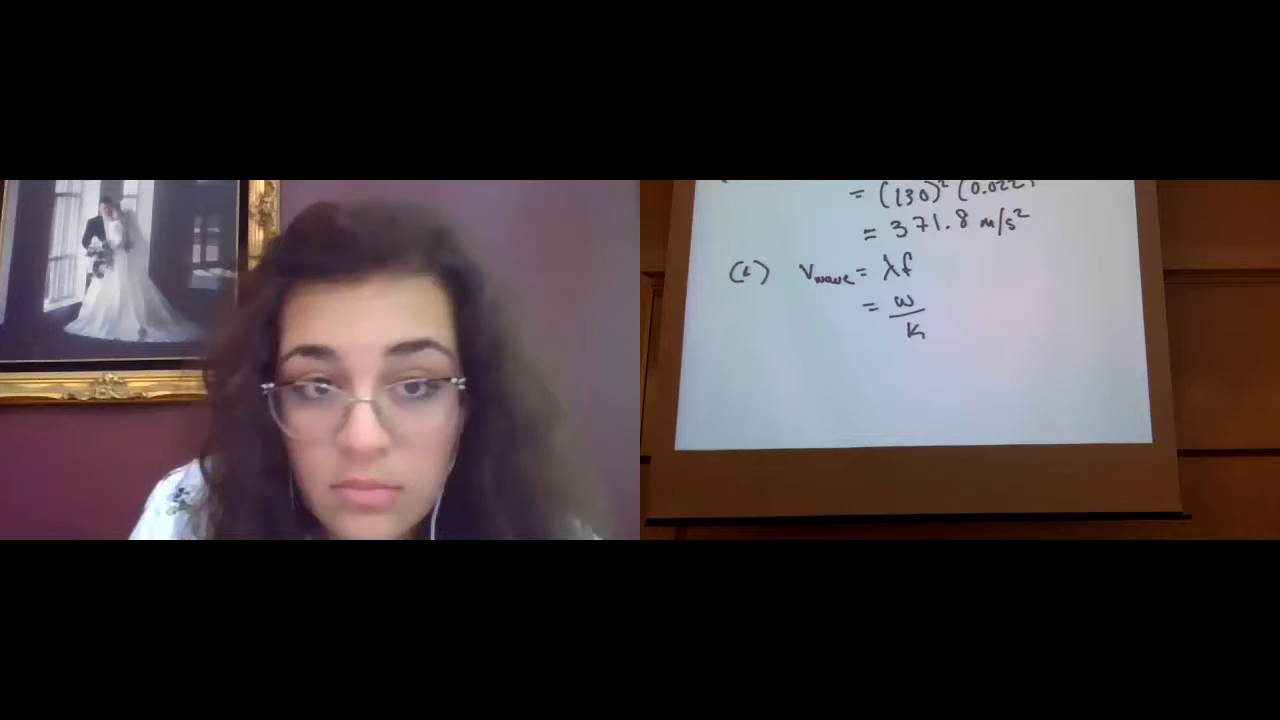 = (130)² (0.022)
= 371.8 m/s²
(c) v_wave = λf
= ω/k